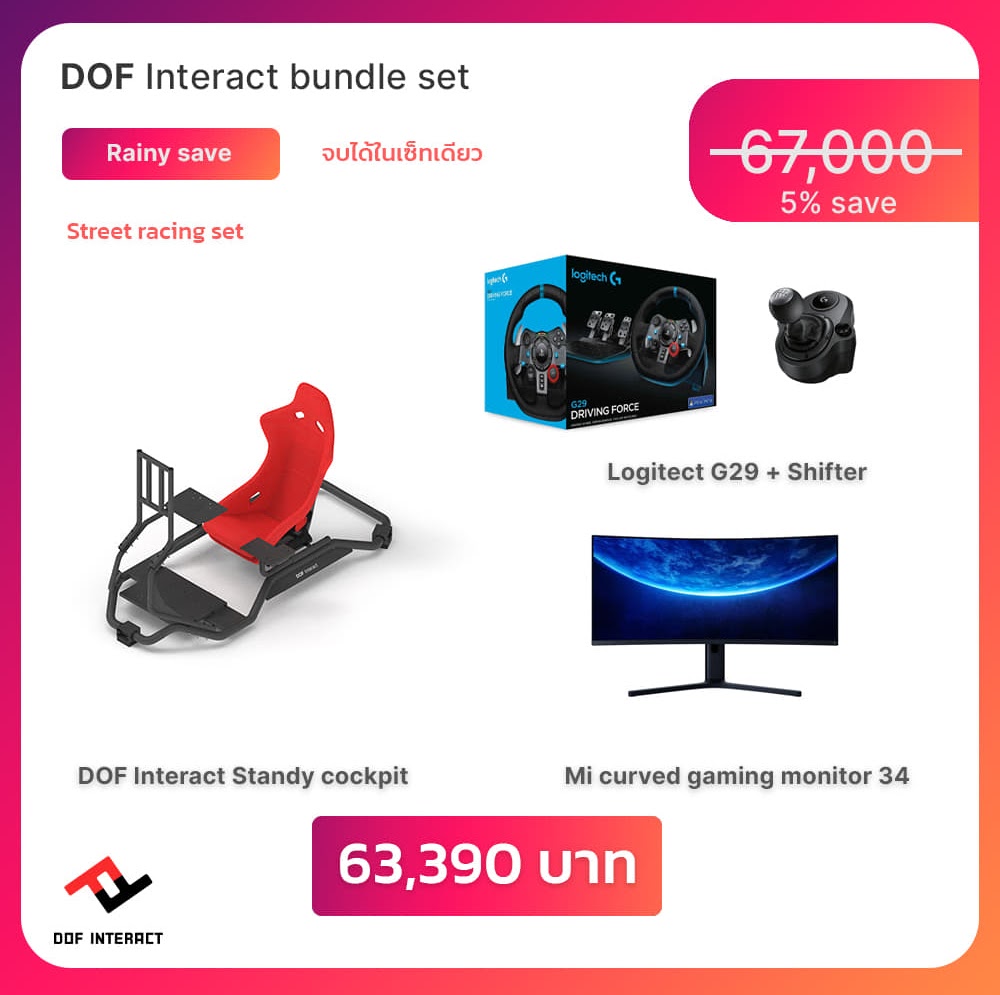 DOF Interact bundle set
Rainy save
จบได้ในเซ็ทเดียว
67,000
5% save
Street racing set
logitech G
DRIVING FORCE
logitech G
G29
DRIVING FORCE
Logitect G29 + Shifter
DOF Interact
DOF Interact Standy cockpit
Mi curved gaming monitor 34
63,390 บาท
DOF INTERACT